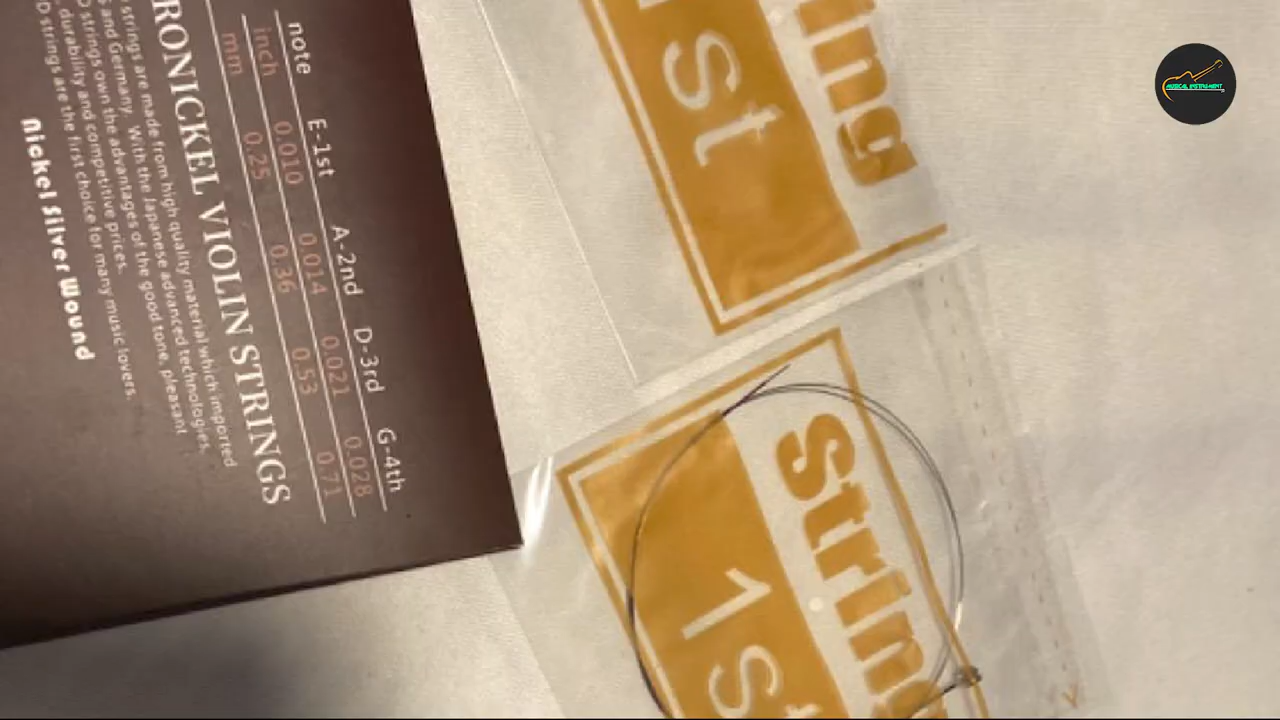 note E-1st A-2nd D-3rd G-4th
inch 0.010 0.014 0.021 0.028
mm 0.25 0.36 0.53 0.71
RONICKEL VIOLIN STRINGS
strings are made from high quality material which imported
and Germany. With the Japanese advanced technologies,
strings own the advantages of the good tone, pleasant
durability and competitive prices.
D strings are the first choice for many music lovers.
Nickel Silver Wound
ing
1st
String
1st
MUSICAL INSTRUMENT